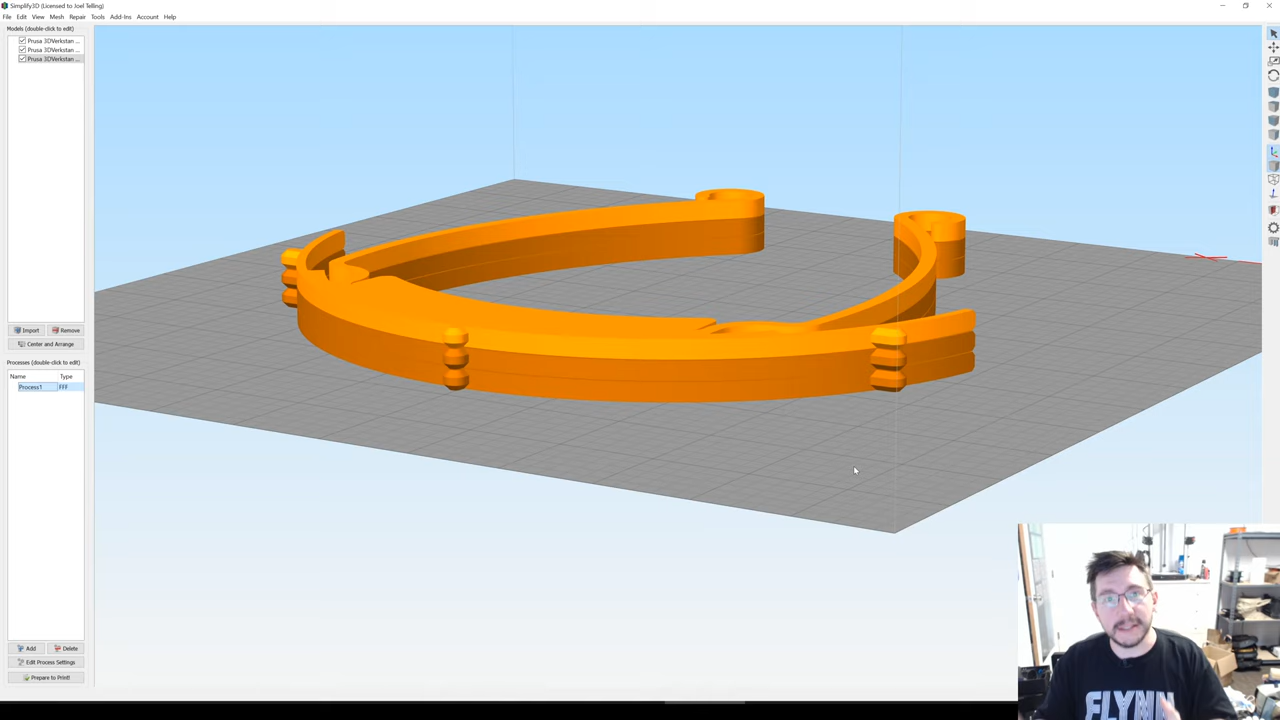 Simplify3D (Licensed to Joel Telling)
File Edit View Mesh Repair Tools Add-Ins Account Help
Models (double-click to edit)
Prusa 3DVerkstan ...
Prusa 3DVerkstan ...
Prusa 3DVerkstan ...
Import Remove
Center and Arrange
Processes (double-click to edit)
Name Type
Process1 FFF
Add Delete
Edit Process Settings
Prepare to Print!
FLYNN